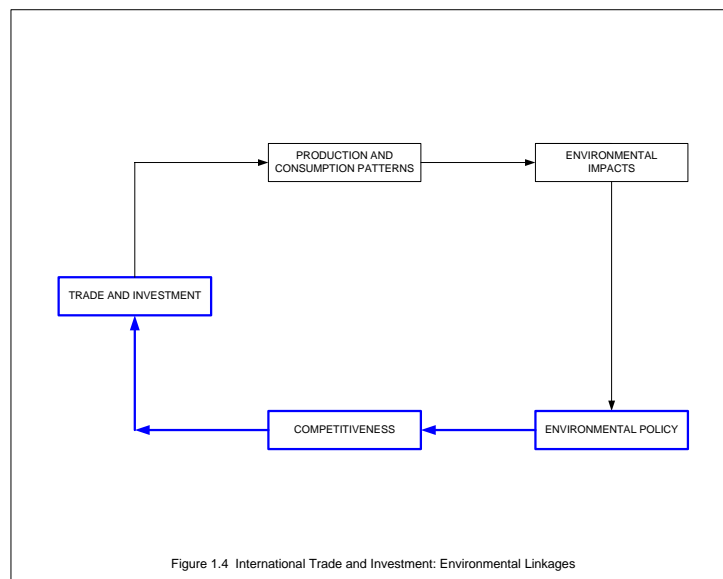 PRODUCTION AND
CONSUMPTION PATTERNS
ENVIRONMENTAL
IMPACTS
TRADE AND INVESTMENT
COMPETITIVENESS
ENVIRONMENTAL POLICY
Figure 1.4 International Trade and Investment: Environmental Linkages